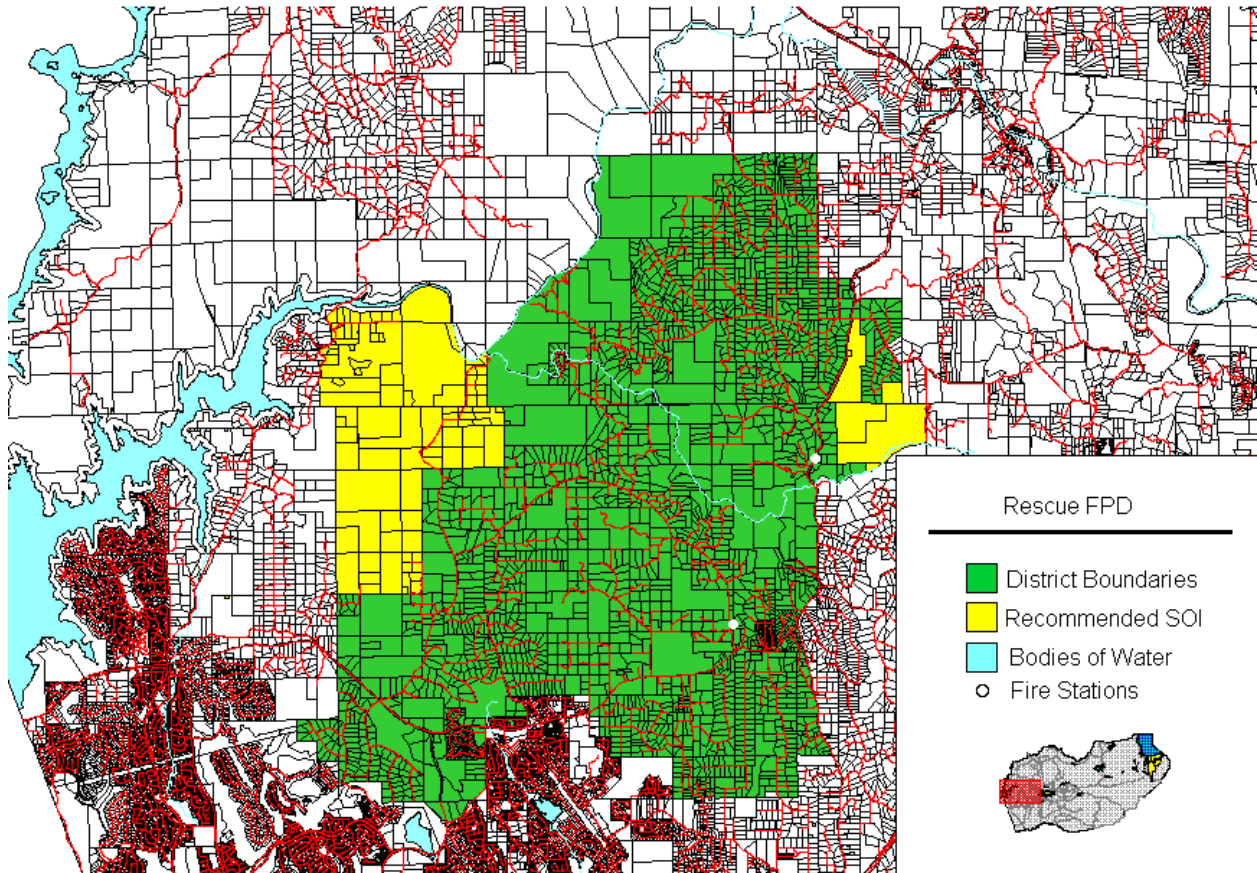 Rescue FPD
District Boundaries
Recommended SOI
Bodies of Water
Fire Stations